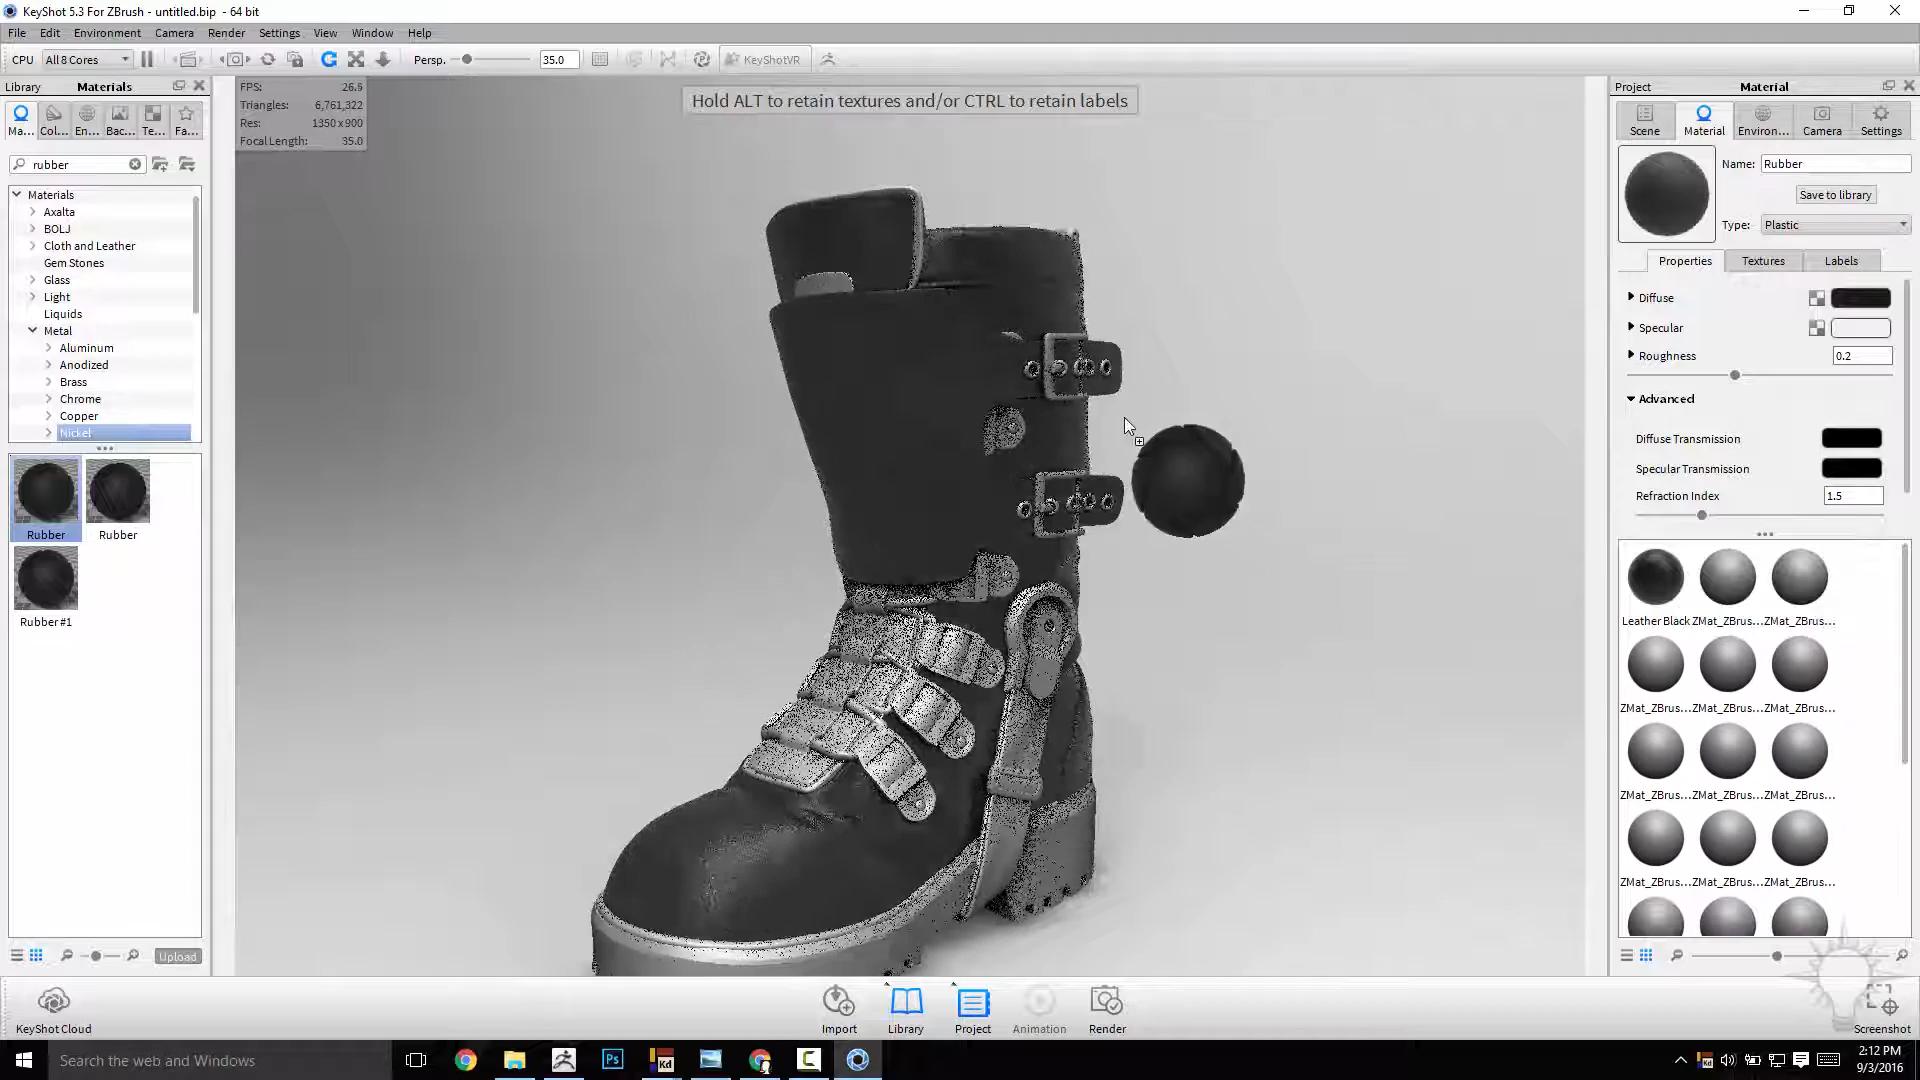 KeyShot 5.3 For ZBrush - untitled.bip - 64 bit
File Edit Environment Camera Render Settings View Window Help
CPU All 8 Cores Persp. 35.0 KeyShotVR
Library Materials
Ma... Col... En... Bac... Te... Fa...
rubber
Materials
Axalta
BOLJ
Cloth and Leather
Gem Stones
Glass
Light
Liquids
Metal
Aluminum
Anodized
Brass
Chrome
Copper
Nickel
Rubber Rubber
Rubber #1
Upload
FPS: 26.6
Triangles: 6,761,322
Res: 1350 x 900
Focal Length: 35.0
Hold ALT to retain textures and/or CTRL to retain labels
Project Material
Scene Material Environ... Camera Settings
Name: Rubber
Save to library
Type: Plastic
Properties Textures Labels
Diffuse
Specular
Roughness 0.2
Advanced
Diffuse Transmission
Specular Transmission
Refraction Index 1.5
Leather Black ZMat_ZBrus... ZMat_ZBrus...
ZMat_ZBrus... ZMat_ZBrus... ZMat_ZBrus...
ZMat_ZBrus... ZMat_ZBrus... ZMat_ZBrus...
ZMat_ZBrus... ZMat_ZBrus... ZMat_ZBrus...
KeyShot Cloud Import Library Project Animation Render Screenshot
Search the web and Windows
Ps
Kd
2:12 PM
9/3/2016